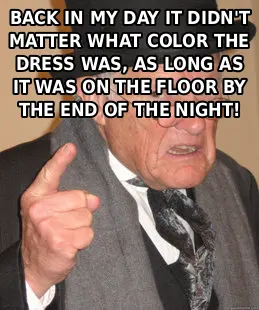 BACK IN MY DAY IT DIDN'T
MATTER WHAT COLOR THE
DRESS WAS, AS LONG AS
IT WAS ON THE FLOOR BY
THE END OF THE NIGHT!